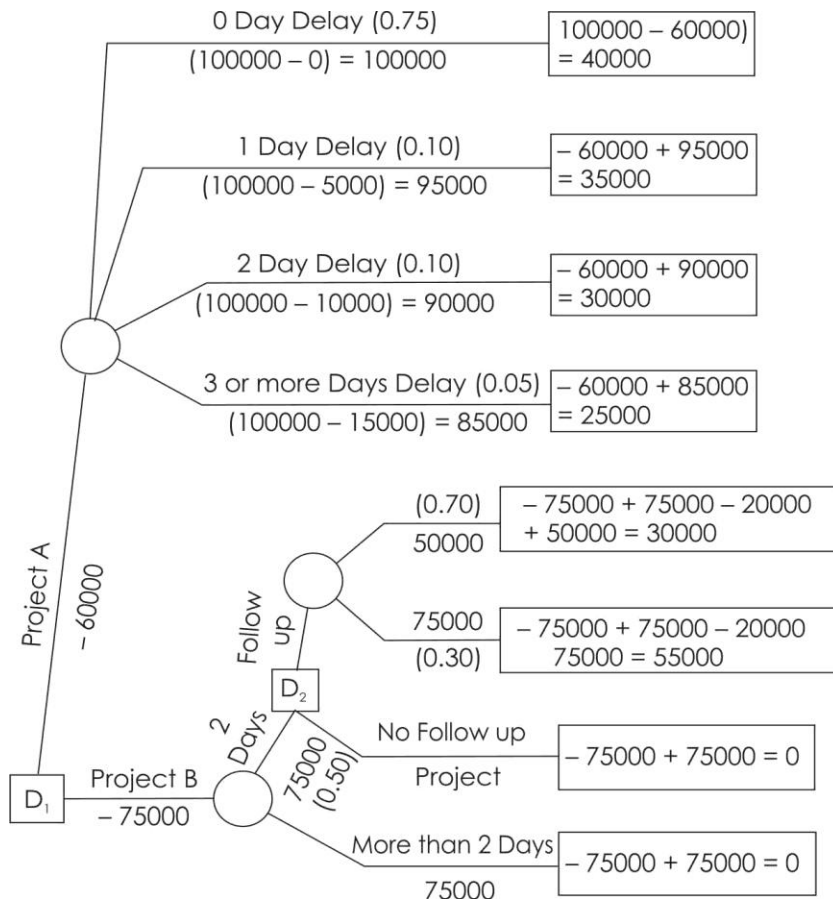 0 Day Delay (0.75)
(100000 – 0) = 100000
100000 – 60000)
= 40000
1 Day Delay (0.10)
(100000 – 5000) = 95000
– 60000 + 95000
= 35000
2 Day Delay (0.10)
(100000 – 10000) = 90000
– 60000 + 90000
= 30000
3 or more Days Delay (0.05)
(100000 – 15000) = 85000
– 60000 + 85000
= 25000
Project A
– 60000
(0.70)
50000
– 75000 + 75000 – 20000
+ 50000 = 30000
Follow
up
75000
(0.30)
– 75000 + 75000 – 20000
75000 = 55000
D₂
2
Days
75000
(0.50)
No Follow up
Project
– 75000 + 75000 = 0
D₁
Project B
– 75000
More than 2 Days
75000
– 75000 + 75000 = 0